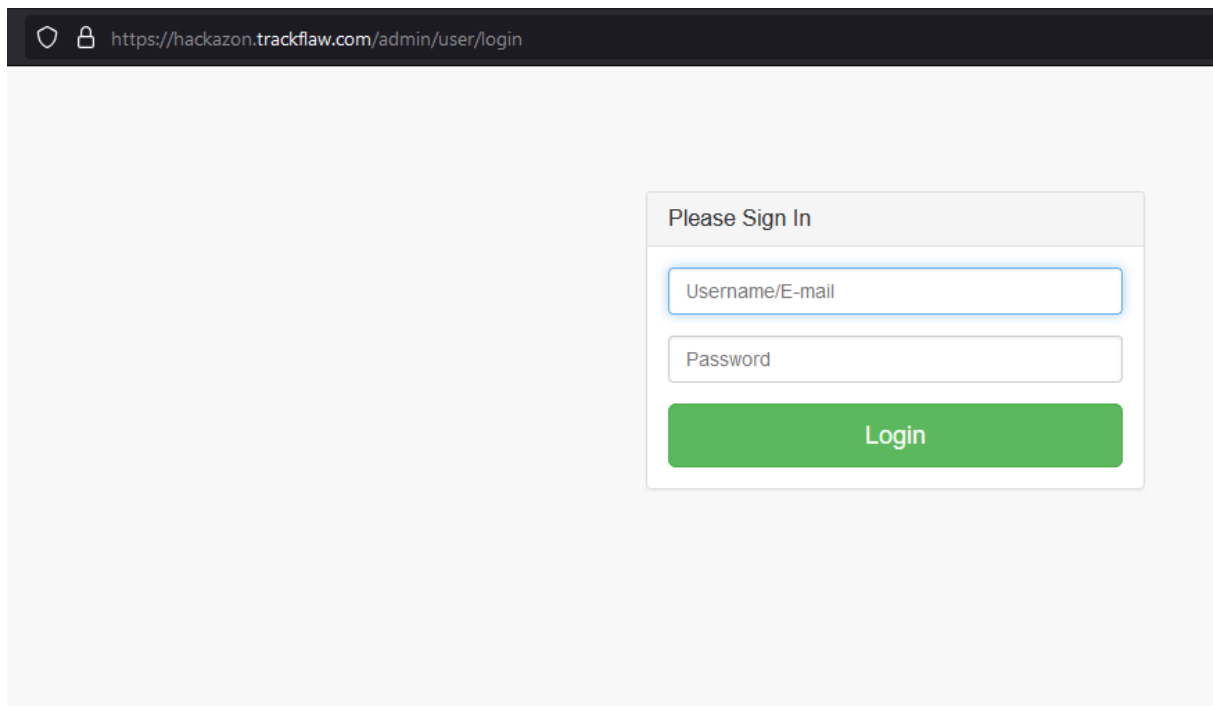 https://hackazon.trackflaw.com/admin/user/login
Please Sign In
Username/E-mail
Password
Login